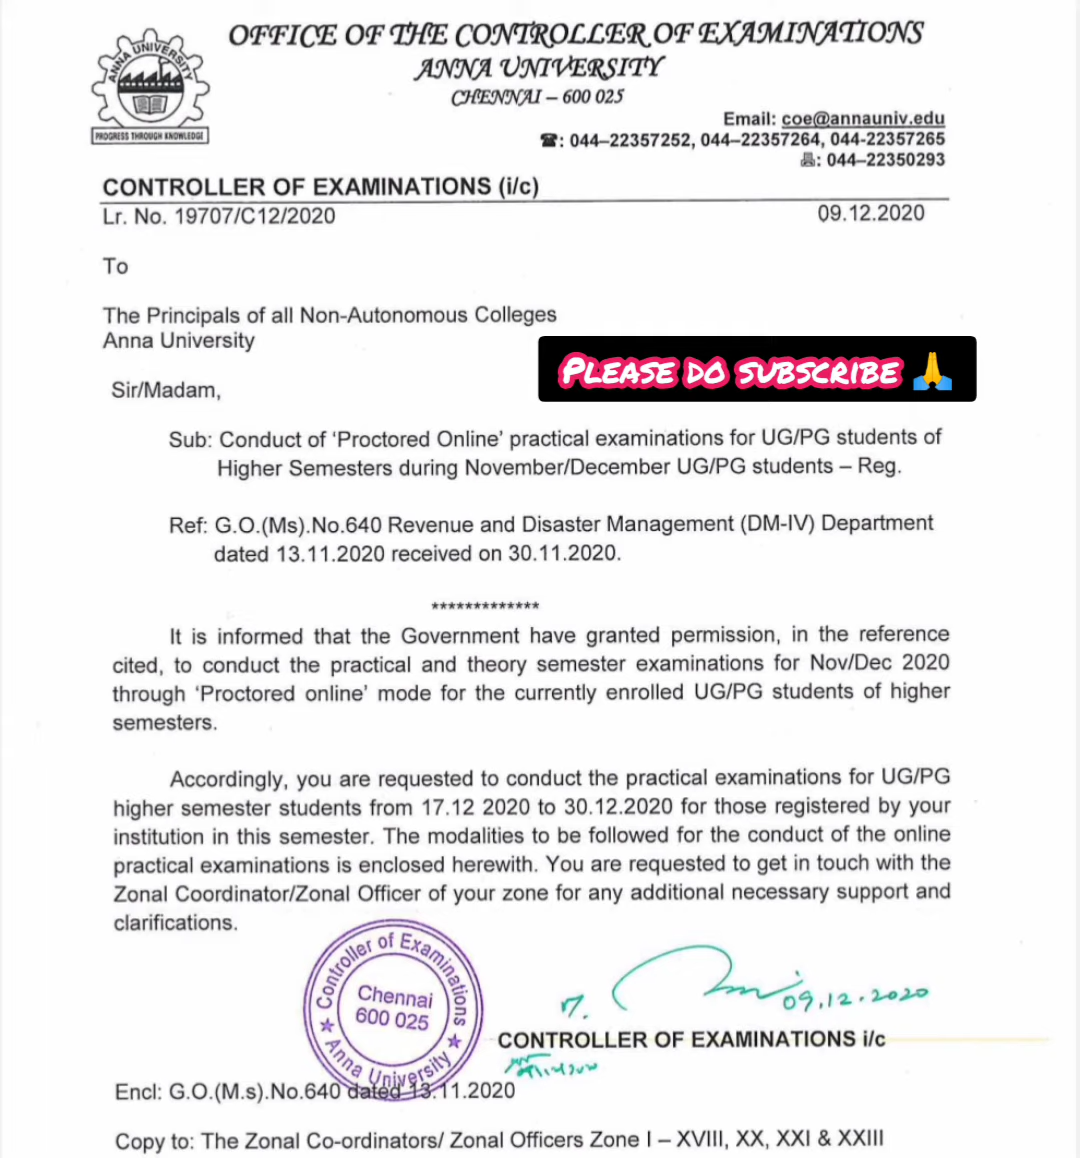 OFFICE OF THE CONTROLLER OF EXAMINATIONS
ANNA UNIVERSITY
CHENNAI – 600 025
ANNA UNIVERSITY
PROGRESS THROUGH KNOWLEDGE
Email: coe@annauniv.edu
☎: 044–22357252, 044–22357264, 044-22357265
🖷: 044–22350293
CONTROLLER OF EXAMINATIONS (i/c)
Lr. No. 19707/C12/2020 09.12.2020
To
The Principals of all Non-Autonomous Colleges
Anna University
PLEASE DO SUBSCRIBE 🙏
Sir/Madam,
Sub: Conduct of ‘Proctored Online’ practical examinations for UG/PG students of
Higher Semesters during November/December UG/PG students – Reg.
Ref: G.O.(Ms).No.640 Revenue and Disaster Management (DM-IV) Department
dated 13.11.2020 received on 30.11.2020.
*************
It is informed that the Government have granted permission, in the reference
cited, to conduct the practical and theory semester examinations for Nov/Dec 2020
through ‘Proctored online’ mode for the currently enrolled UG/PG students of higher
semesters.
Accordingly, you are requested to conduct the practical examinations for UG/PG
higher semester students from 17.12 2020 to 30.12.2020 for those registered by your
institution in this semester. The modalities to be followed for the conduct of the online
practical examinations is enclosed herewith. You are requested to get in touch with the
Zonal Coordinator/Zonal Officer of your zone for any additional necessary support and
clarifications.
Controller of Examinations
Chennai
600 025
★ Anna University ★
09.12.2020
CONTROLLER OF EXAMINATIONS i/c
Encl: G.O.(M.s).No.640 dated 13.11.2020
Copy to: The Zonal Co-ordinators/ Zonal Officers Zone I – XVIII, XX, XXI & XXIII